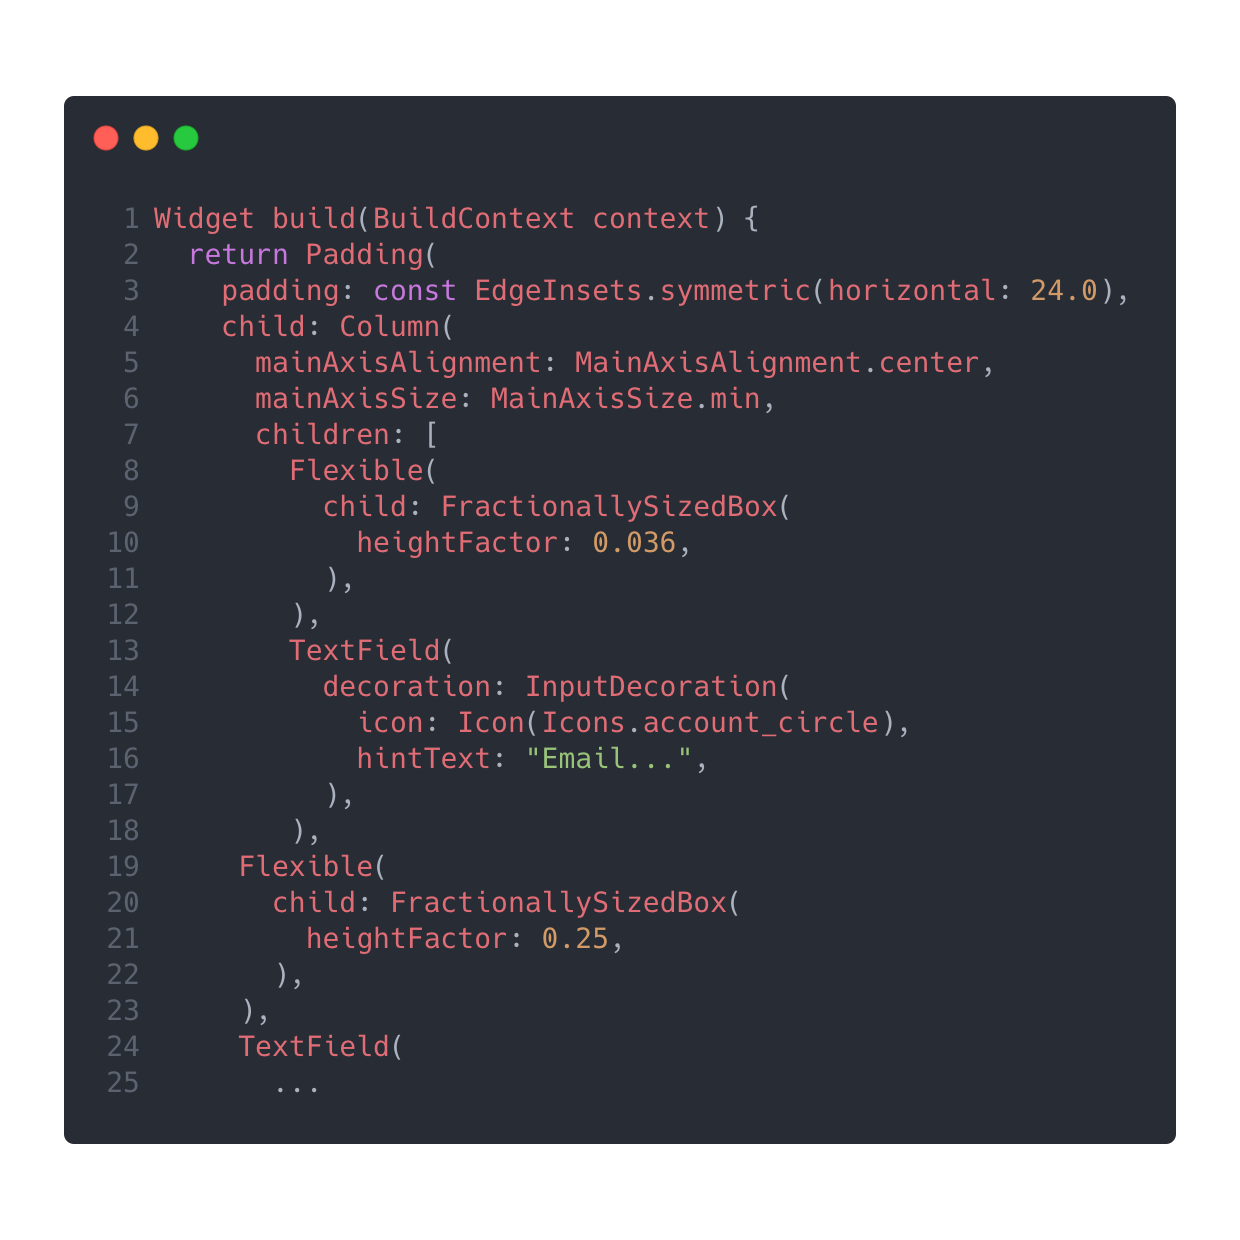 1 Widget build(BuildContext context) {
2   return Padding(
3     padding: const EdgeInsets.symmetric(horizontal: 24.0),
4     child: Column(
5       mainAxisAlignment: MainAxisAlignment.center,
6       mainAxisSize: MainAxisSize.min,
7       children: [
8         Flexible(
9           child: FractionallySizedBox(
10             heightFactor: 0.036,
11           ),
12         ),
13         TextField(
14           decoration: InputDecoration(
15             icon: Icon(Icons.account_circle),
16             hintText: "Email...",
17           ),
18         ),
19      Flexible(
20        child: FractionallySizedBox(
21          heightFactor: 0.25,
22        ),
23      ),
24      TextField(
25        ...